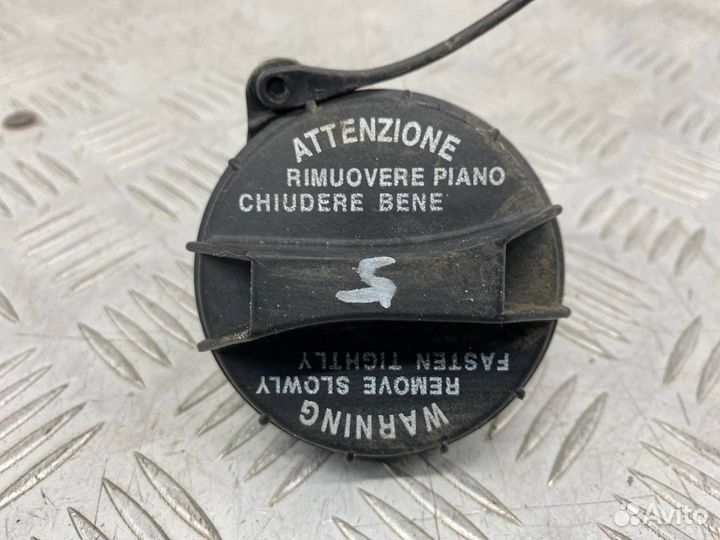 ATTENZIONE
RIMUOVERE PIANO
CHIUDERE BENE
WARNING
REMOVE SLOWLY
FASTEN TIGHTLY
Avito